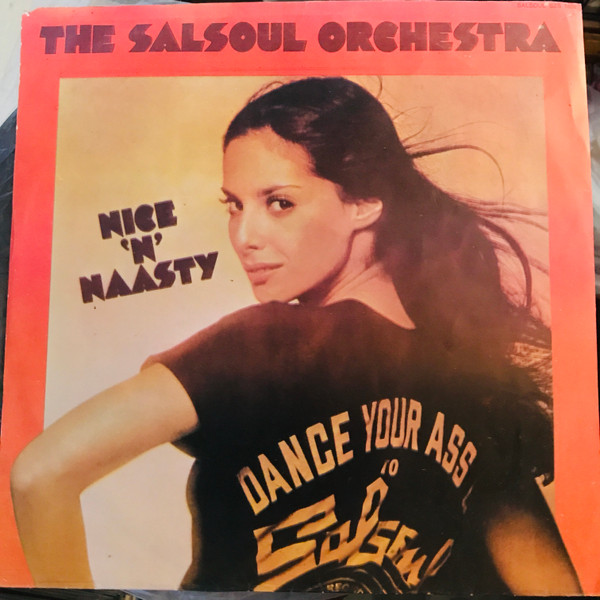 THE SALSOUL ORCHESTRA
NICE
'N'
NAASTY
DANCE YOUR ASS
TO
Salsoul